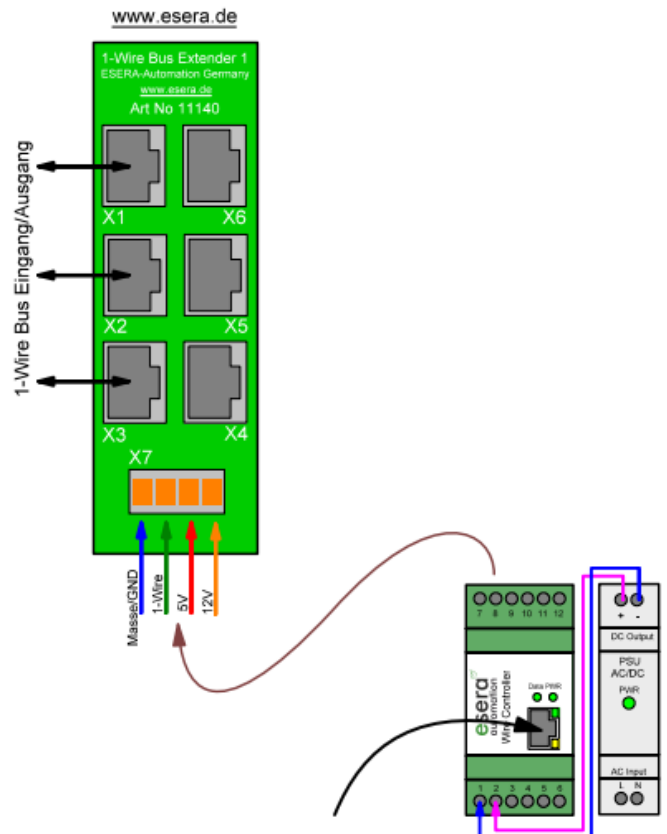 www.esera.de
1-Wire Bus Extender 1
ESERA-Automation Germany
www.esera.de
Art No 11140
1-Wire Bus Eingang/Ausgang
X1
X6
X2
X5
X3
X4
X7
Masse/GND
1-Wire
5V
12V
7 8 9 10 11 12
+ -
DC Output
PSU
AC/DC
PWR
esera
automation
Wire Controller
Data PWR
AC Input
L N
1 2 3 4 5 6